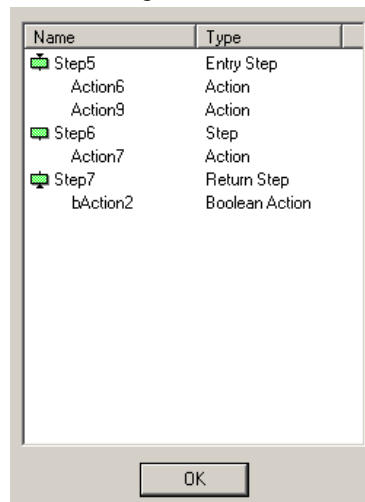 Name Type
Step5 Entry Step
Action6 Action
Action9 Action
Step6 Step
Action7 Action
Step7 Return Step
bAction2 Boolean Action
OK